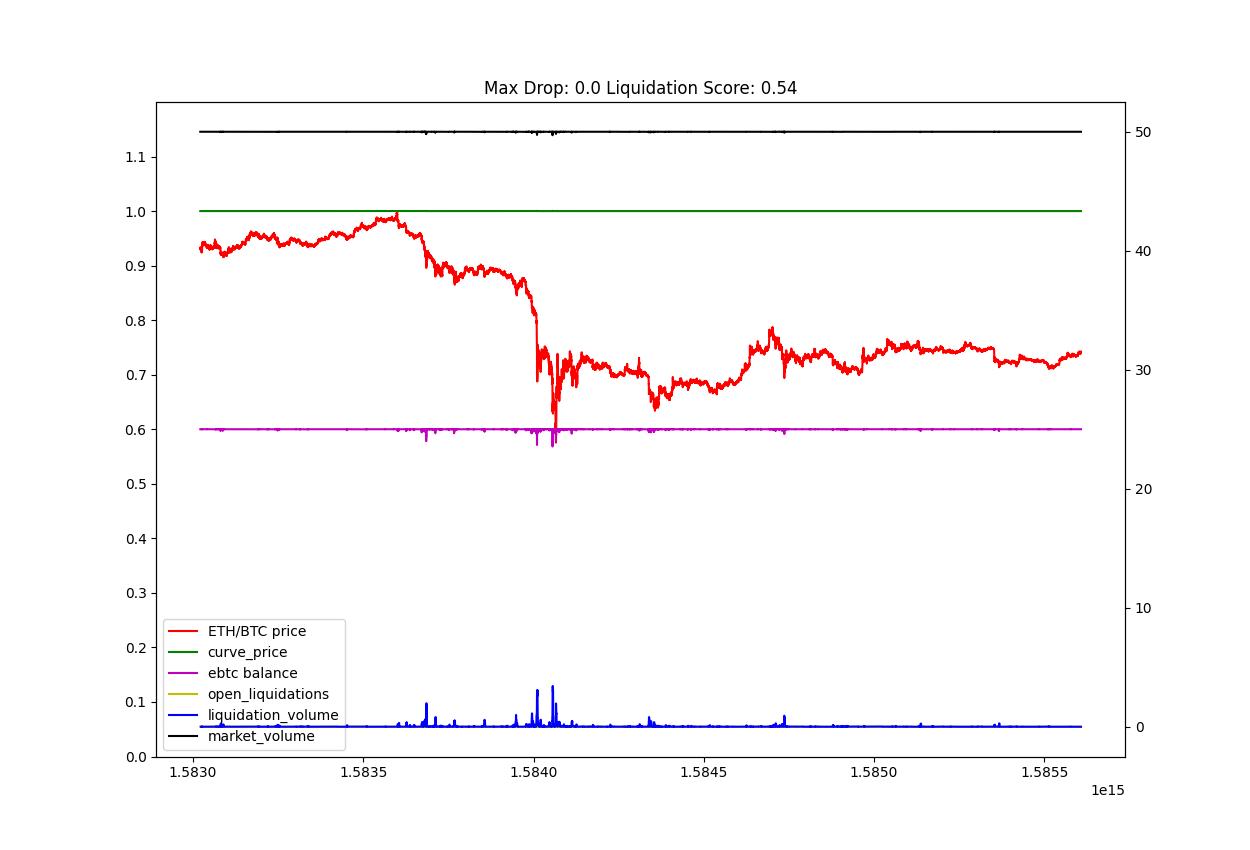 Max Drop: 0.0 Liquidation Score: 0.54
1.1
1.0
0.9
0.8
0.7
0.6
0.5
0.4
0.3
0.2
0.1
0.0
50
40
30
20
10
0
ETH/BTC price
curve_price
ebtc balance
open_liquidations
liquidation_volume
market_volume
1.5830 1.5835 1.5840 1.5845 1.5850 1.5855
1e15